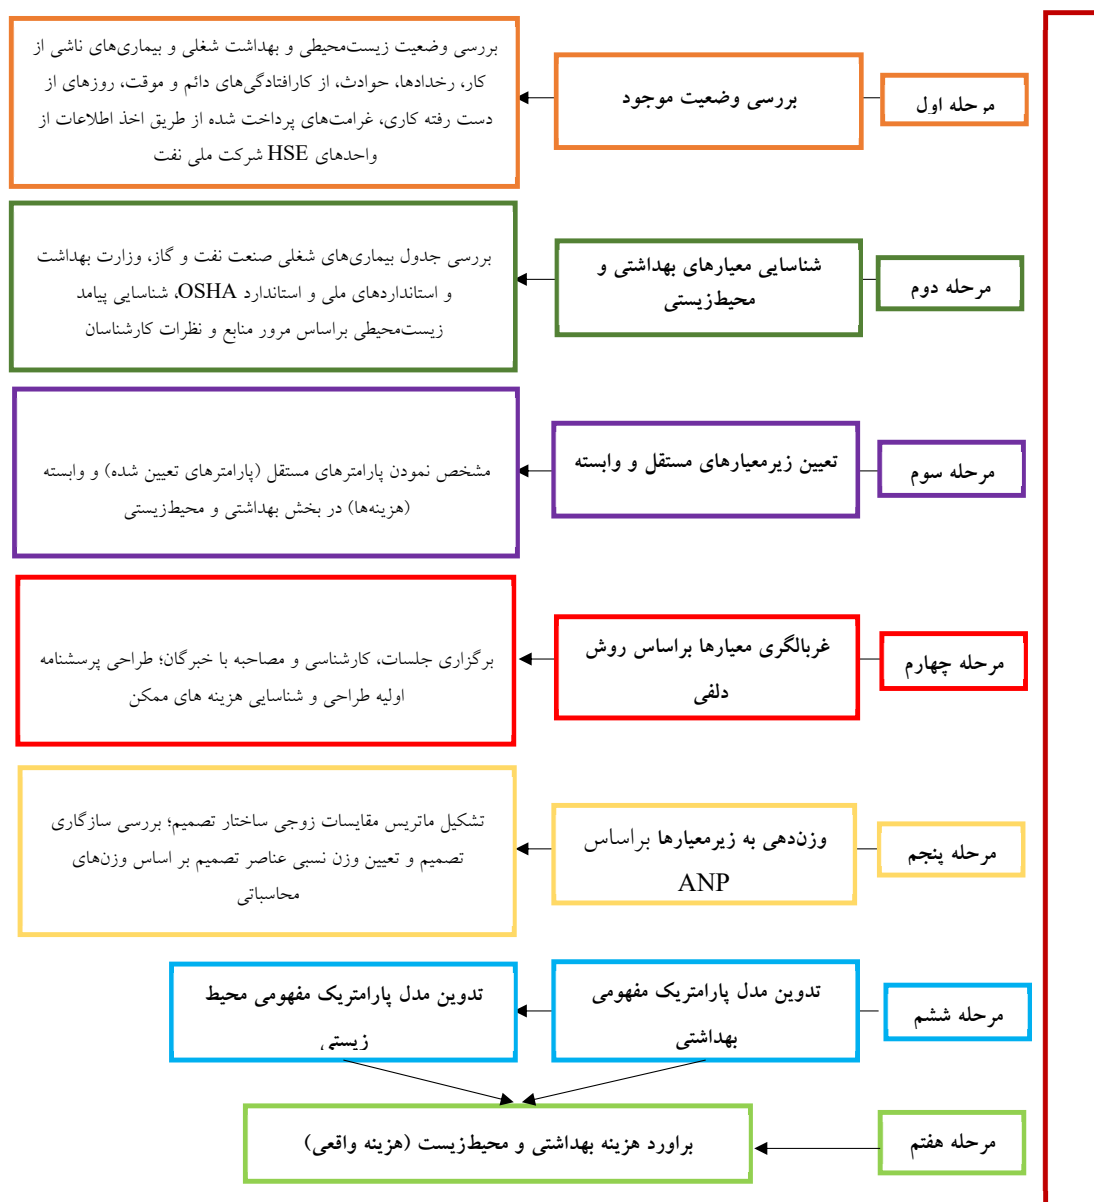 مرحله اول
بررسی وضعیت موجود
بررسی وضعیت زیست‌محیطی و بهداشت شغلی و بیماری‌های ناشی از
کار، رخدادها، حوادث، از کارافتادگی‌های دائم و موقت، روزهای از
دست رفته کاری، غرامت‌های پرداخت شده از طریق اخذ اطلاعات از
واحدهای HSE شرکت ملی نفت
مرحله دوم
شناسایی معیارهای بهداشتی و
محیط‌زیستی
بررسی جدول بیماری‌های شغلی صنعت نفت و گاز، وزارت بهداشت
و استانداردهای ملی و استاندارد OSHA، شناسایی پیامد
زیست‌محیطی براساس مرور منابع و نظرات کارشناسان
مرحله سوم
تعیین زیرمعیارهای مستقل و وابسته
مشخص نمودن پارامترهای مستقل (پارامترهای تعیین شده) و وابسته
(هزینه‌ها) در بخش بهداشتی و محیط‌زیستی
مرحله چهارم
غربالگری معیارها براساس روش
دلفی
برگزاری جلسات، کارشناسی و مصاحبه با خبرگان؛ طراحی پرسشنامه
اولیه طراحی و شناسایی هزینه های ممکن
مرحله پنجم
وزن‌دهی به زیرمعیارها براساس
ANP
تشکیل ماتریس مقایسات زوجی ساختار تصمیم؛ بررسی سازگاری
تصمیم و تعیین وزن نسبی عناصر تصمیم بر اساس وزن‌های
محاسباتی
مرحله ششم
تدوین مدل پارامتریک مفهومی
بهداشتی
تدوین مدل پارامتریک مفهومی محیط
زیستی
مرحله هفتم
براورد هزینه بهداشتی و محیط‌زیست (هزینه واقعی)